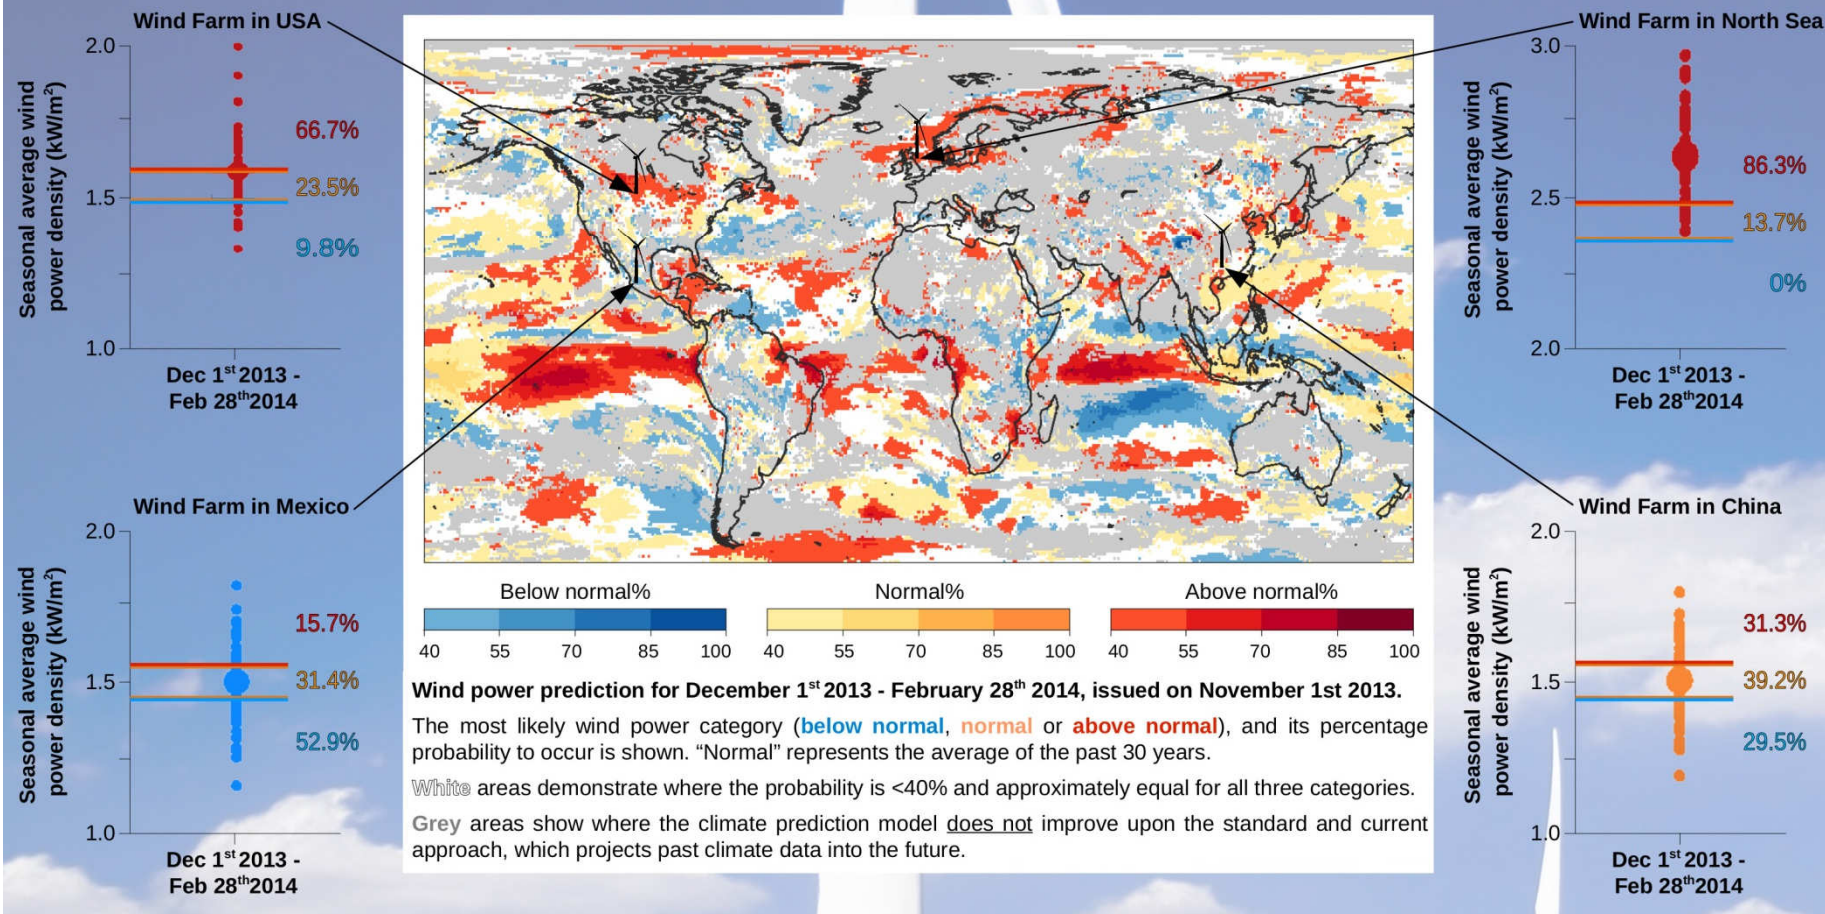 Wind Farm in USA
Seasonal average wind
power density (kW/m²)
2.0
1.5
1.0
66.7%
23.5%
9.8%
Dec 1st 2013 -
Feb 28th2014
Wind Farm in North Sea
Seasonal average wind
power density (kW/m²)
3.0
2.5
2.0
86.3%
13.7%
0%
Dec 1st 2013 -
Feb 28th2014
Wind Farm in Mexico
Seasonal average wind
power density (kW/m²)
2.0
1.5
1.0
15.7%
31.4%
52.9%
Dec 1st 2013 -
Feb 28th2014
Below normal%
40 55 70 85 100
Normal%
40 55 70 85 100
Above normal%
40 55 70 85 100
Wind power prediction for December 1st 2013 - February 28th 2014, issued on November 1st 2013.
The most likely wind power category (below normal, normal or above normal), and its percentage
probability to occur is shown. “Normal” represents the average of the past 30 years.
White areas demonstrate where the probability is <40% and approximately equal for all three categories.
Grey areas show where the climate prediction model does not improve upon the standard and current
approach, which projects past climate data into the future.
Wind Farm in China
Seasonal average wind
power density (kW/m²)
2.0
1.5
1.0
31.3%
39.2%
29.5%
Dec 1st 2013 -
Feb 28th2014